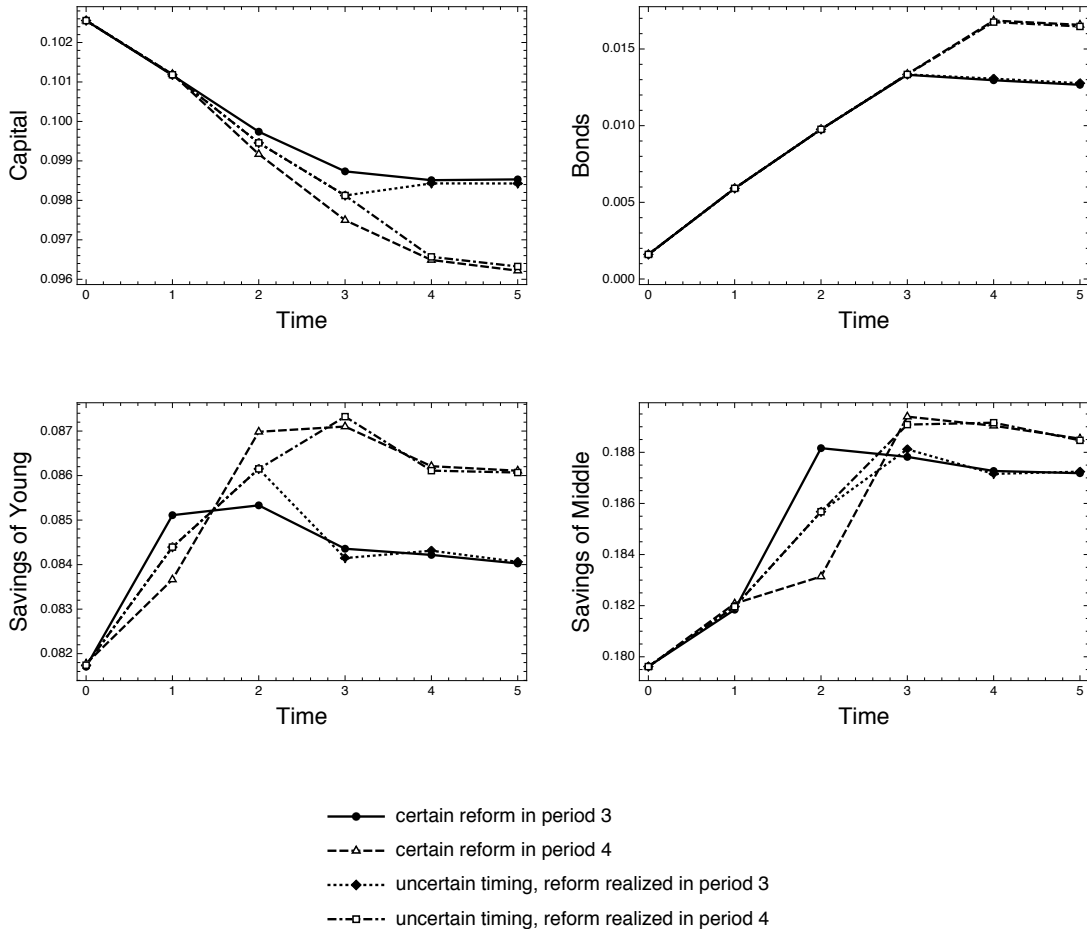 Capital
0.102
0.101
0.100
0.099
0.098
0.097
0.096
0 1 2 3 4 5
Time
Bonds
0.015
0.010
0.005
0.000
0 1 2 3 4 5
Time
Savings of Young
0.087
0.086
0.085
0.084
0.083
0.082
0 1 2 3 4 5
Time
Savings of Middle
0.188
0.186
0.184
0.182
0.180
0 1 2 3 4 5
Time
certain reform in period 3
certain reform in period 4
uncertain timing, reform realized in period 3
uncertain timing, reform realized in period 4